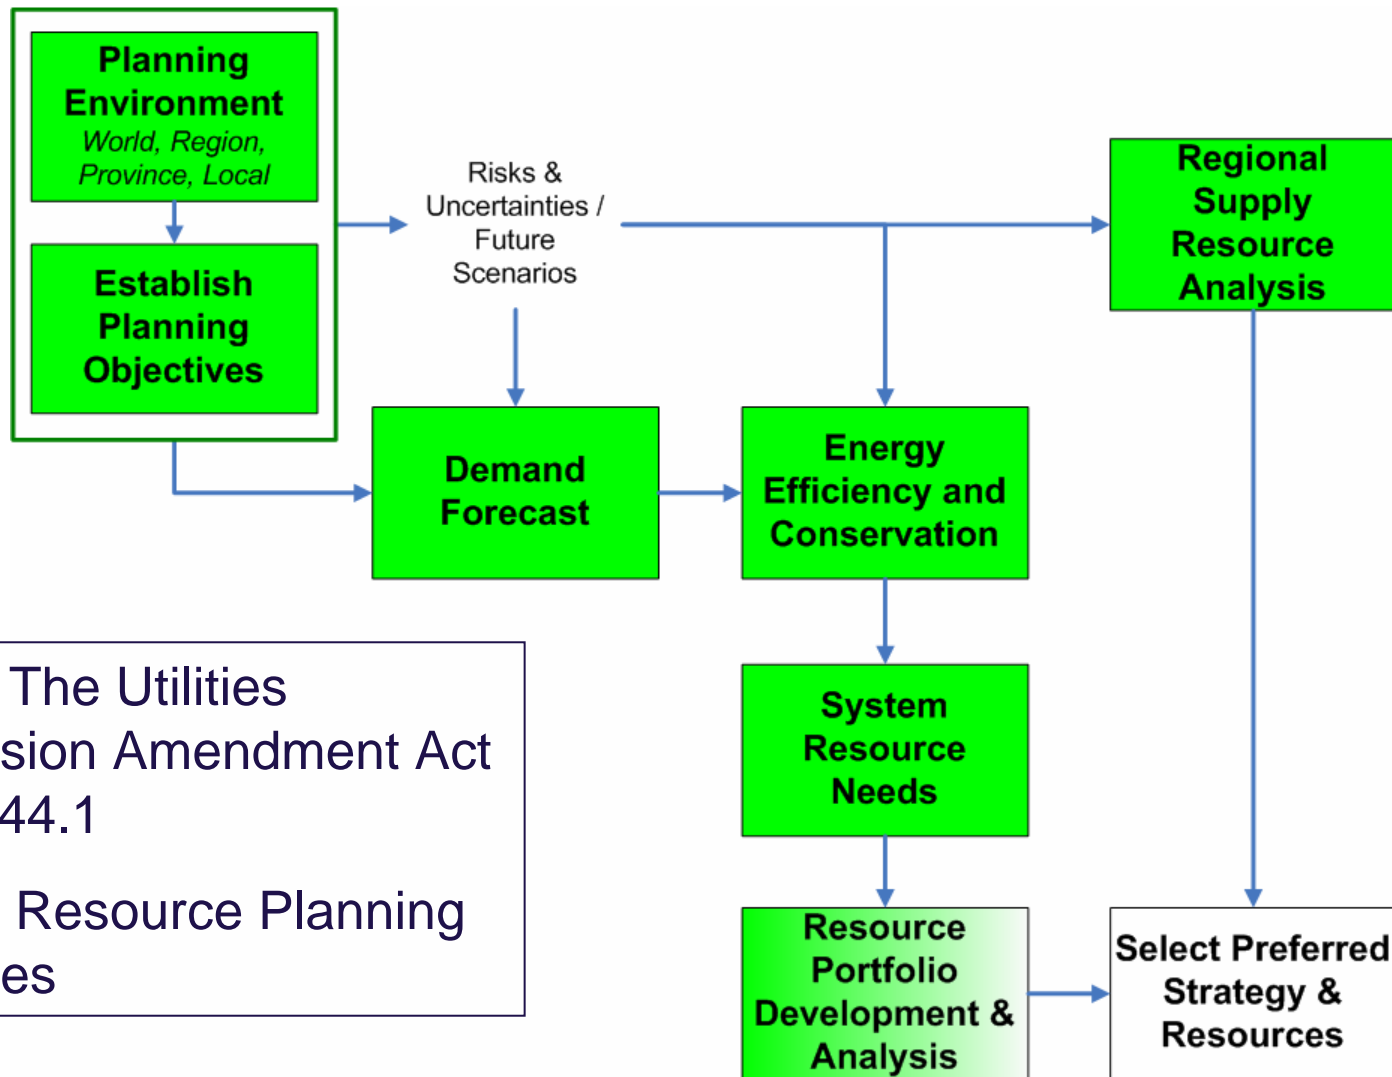 Planning
Environment
World, Region,
Province, Local
Establish
Planning
Objectives
Risks &
Uncertainties /
Future
Scenarios
Regional
Supply
Resource
Analysis
Demand
Forecast
Energy
Efficiency and
Conservation
The Utilities
sion Amendment Act
44.1
Resource Planning
es
System
Resource
Needs
Resource
Portfolio
Development &
Analysis
Select Preferred
Strategy &
Resources